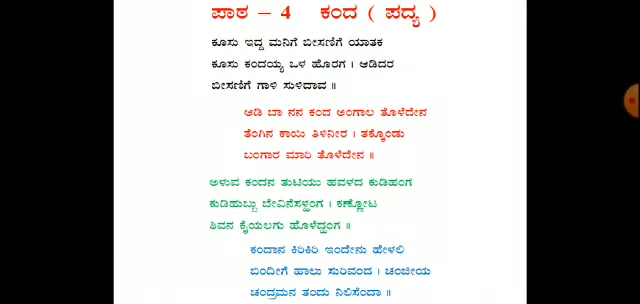 ಪಾಠ – 4 ಕಂದ ( ಪದ್ಯ )
ಕೂಸು ಇದ್ದ ಮನಿಗೆ ಬೀಸಣಿಗೆ ಯಾತಕ
ಕೂಸು ಕಂದಯ್ಯ ಒಳ ಹೊರಗ । ಆಡಿದರ
ಬೀಸಣಿಗೆ ಗಾಳಿ ಸುಳಿದಾವ ॥
ಆಡಿ ಬಾ ನನ ಕಂದ ಅಂಗಾಲ ತೊಳೆದೇನ
ತೆಂಗಿನ ಕಾಯಿ ತಿಳಿನೀರ । ತಕ್ಕೊಂಡು
ಬಂಗಾರ ಮಾರಿ ತೊಳೆದೇನ ॥
ಅಳುವ ಕಂದನ ತುಟಿಯು ಹವಳದ ಕುಡಿಹಂಗ
ಕುಡಿಹುಬ್ಬು ಬೇವಿನೆಸಳ್ಹಂಗ । ಕಣ್ಣೋಟ
ಶಿವನ ಕೈಯಲಗು ಹೊಳೆದ್ಹಂಗ ॥
ಕಂದಾನ ಕಿರಿಕಿರಿ ಇಂದೇನು ಹೇಳಲಿ
ಬಿಂದೀಗೆ ಹಾಲು ಸುರಿವಂದ । ಚಂಜೀಯ
ಚಂದ್ರಮನ ತಂದು ನಿಲಿಸೆಂದಾ ॥